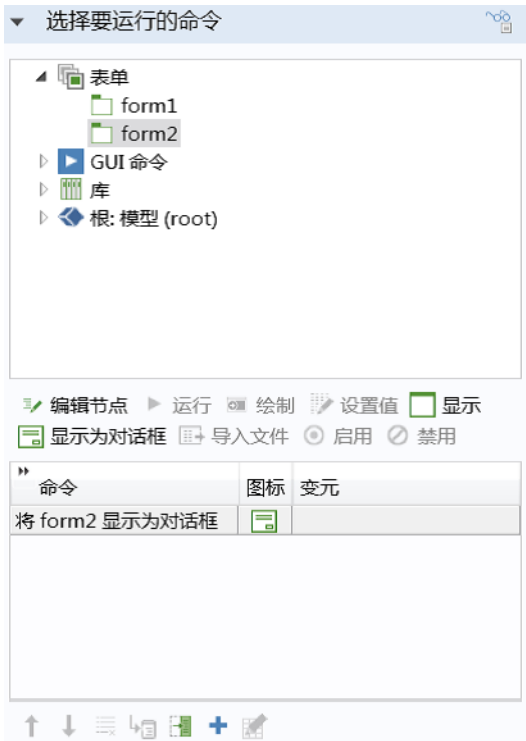 选择要运行的命令
表单
form1
form2
GUI 命令
库
根: 模型 (root)
编辑节点 运行 绘制 设置值 显示
显示为对话框 导入文件 启用 禁用
命令 图标 变元
将 form2 显示为对话框